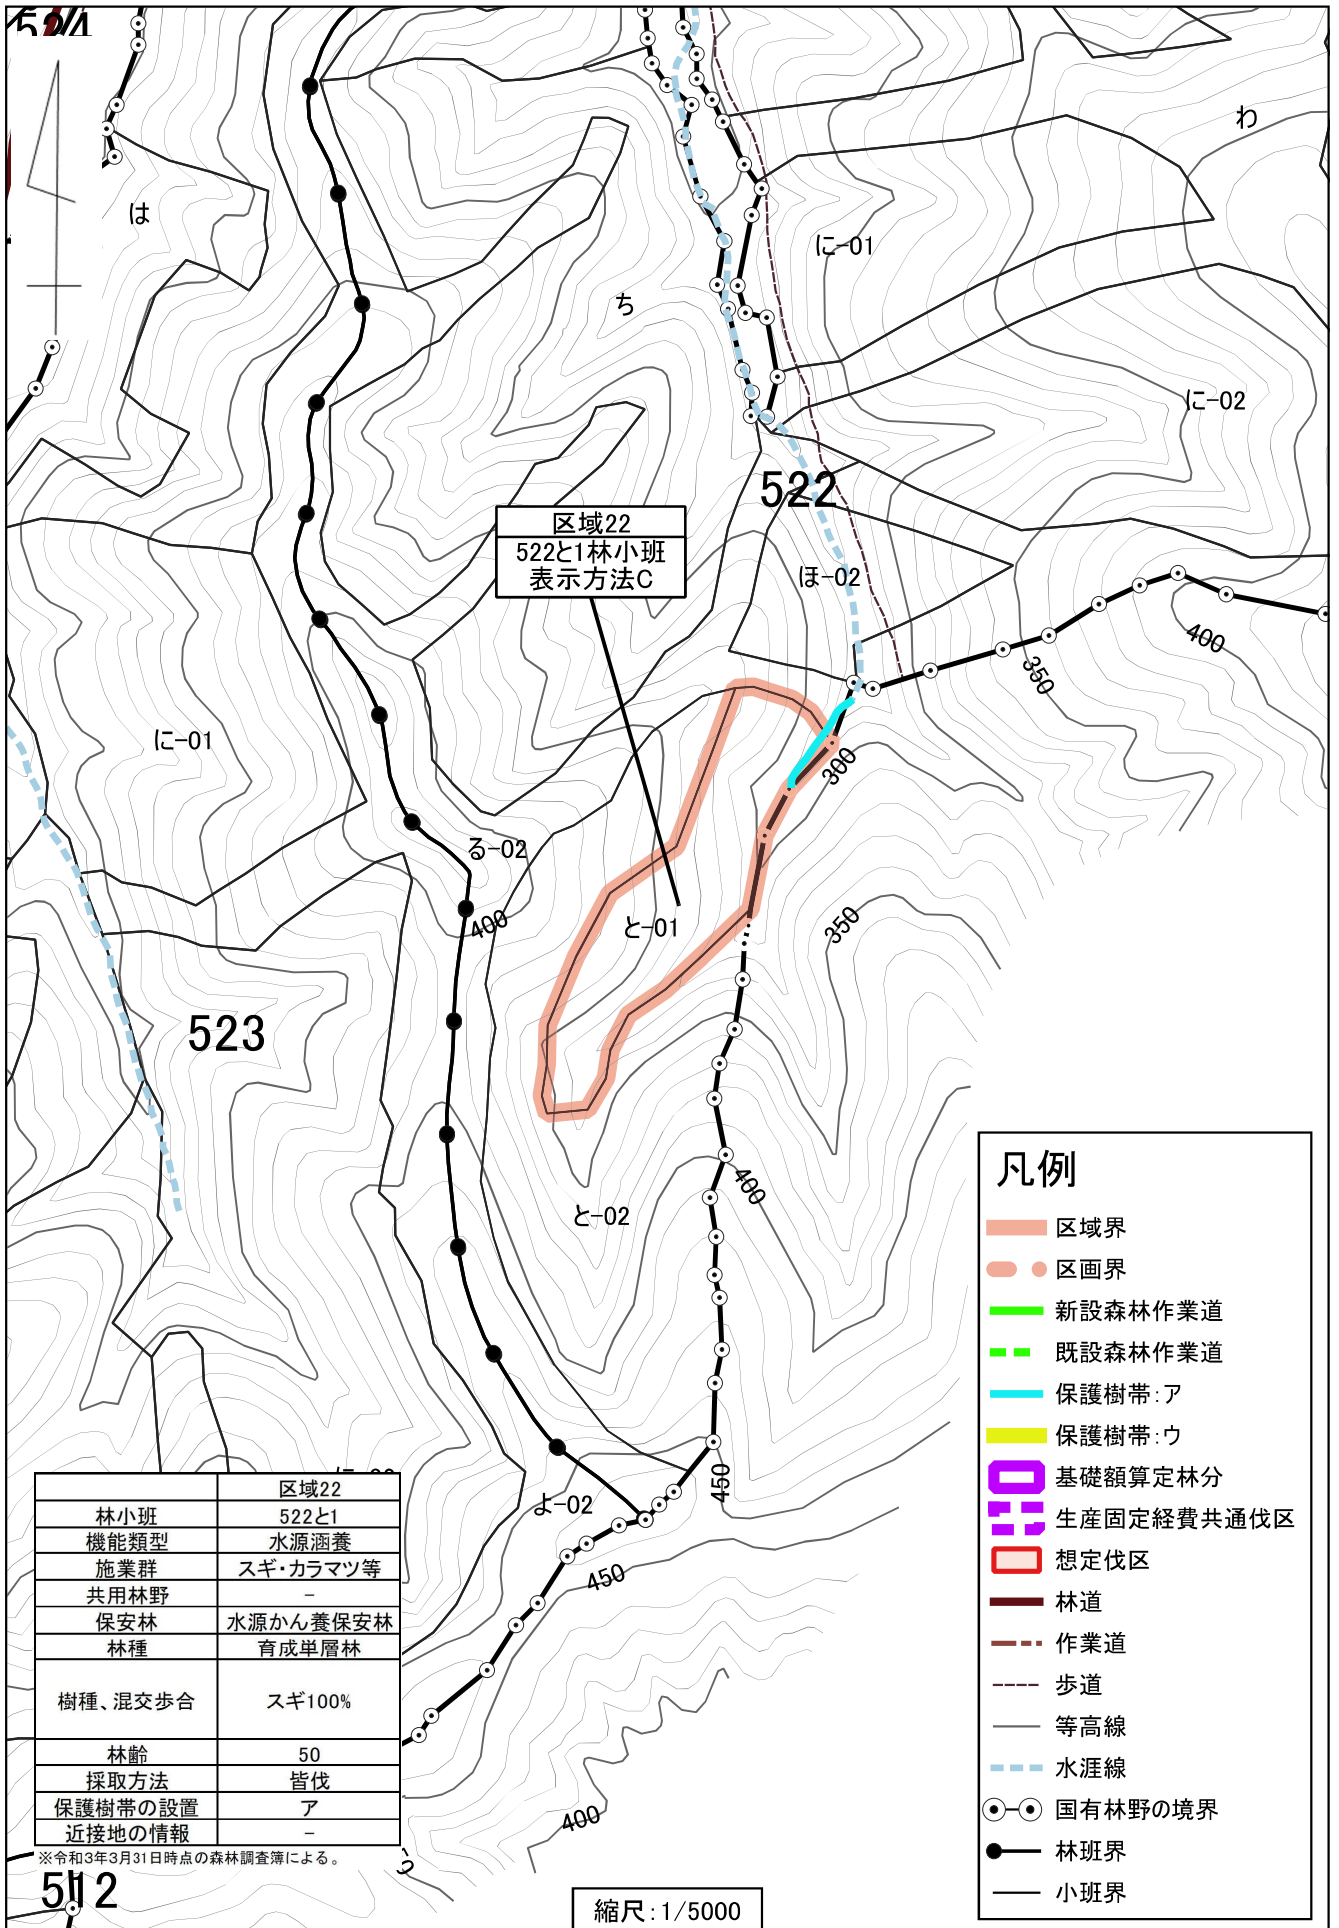 524
は
わ
に-01
ち
に-02
522
区域22
522と1林小班
表示方法C
ほ-02
400
350
に-01
300
る-02
400
と-01
350
523
400
と-02
凡例
区域界
区画界
新設森林作業道
既設森林作業道
保護樹帯:ア
保護樹帯:ウ
基礎額算定林分
生産固定経費共通伐区
想定伐区
林道
作業道
歩道
等高線
水涯線
国有林野の境界
林班界
小班界
450
よ-02
450
400
区域22
林小班 522と1
機能類型 水源涵養
施業群 スギ・カラマツ等
共用林野 -
保安林 水源かん養保安林
林種 育成単層林
樹種、混交歩合 スギ100%
林齢 50
採取方法 皆伐
保護樹帯の設置 ア
近接地の情報 -
※令和3年3月31日時点の森林調査簿による。
512
縮尺:1/5000